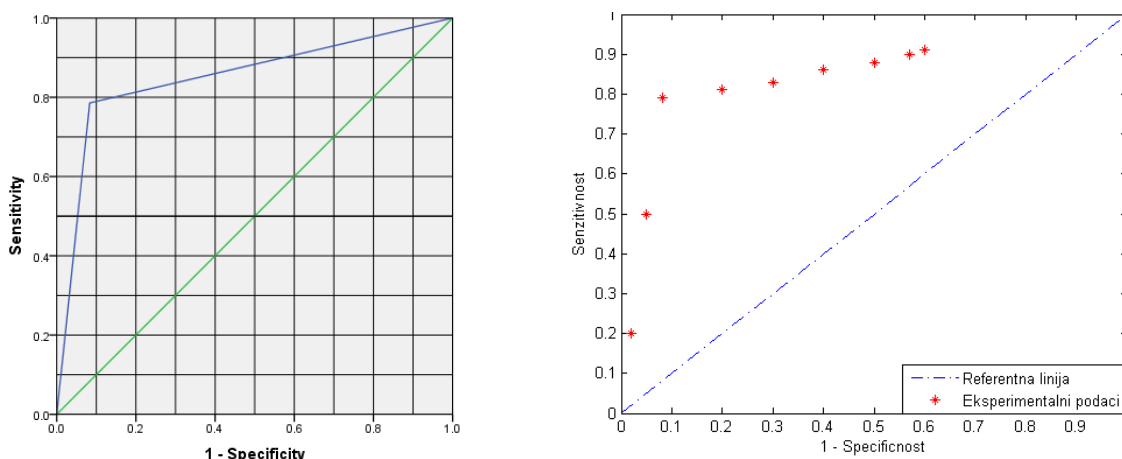 1.0
0.8
0.6
0.4
0.2
0.0
Sensitivity
0.0 0.2 0.4 0.6 0.8 1.0
1 - Specificity
1
0.9
0.8
0.7
0.6
0.5
0.4
0.3
0.2
0.1
0
Senzitivnost
0 0.1 0.2 0.3 0.4 0.5 0.6 0.7 0.8 0.9
1 - Specificnost
Referentna linija
Eksperimentalni podaci